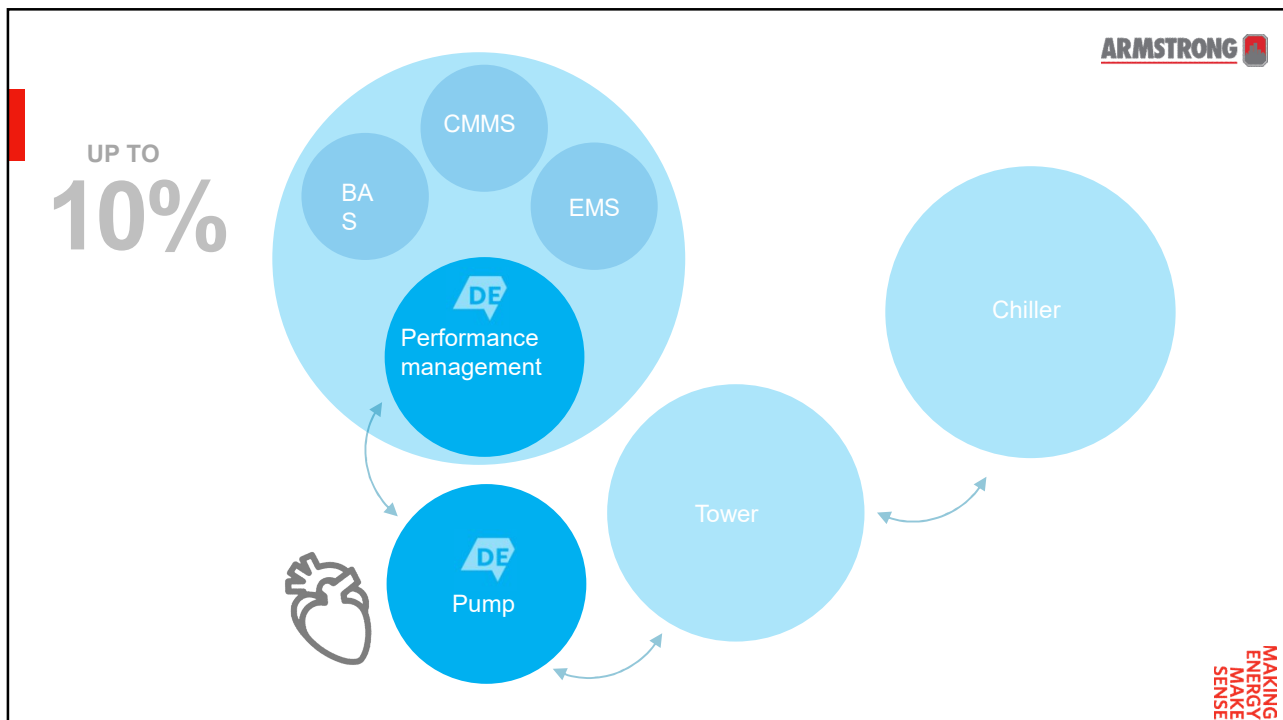 ARMSTRONG
UP TO
10%
CMMS
BA
S
EMS
DE
Performance
management
Chiller
Tower
DE
Pump
MAKING
ENERGY
MAKE
SENSE